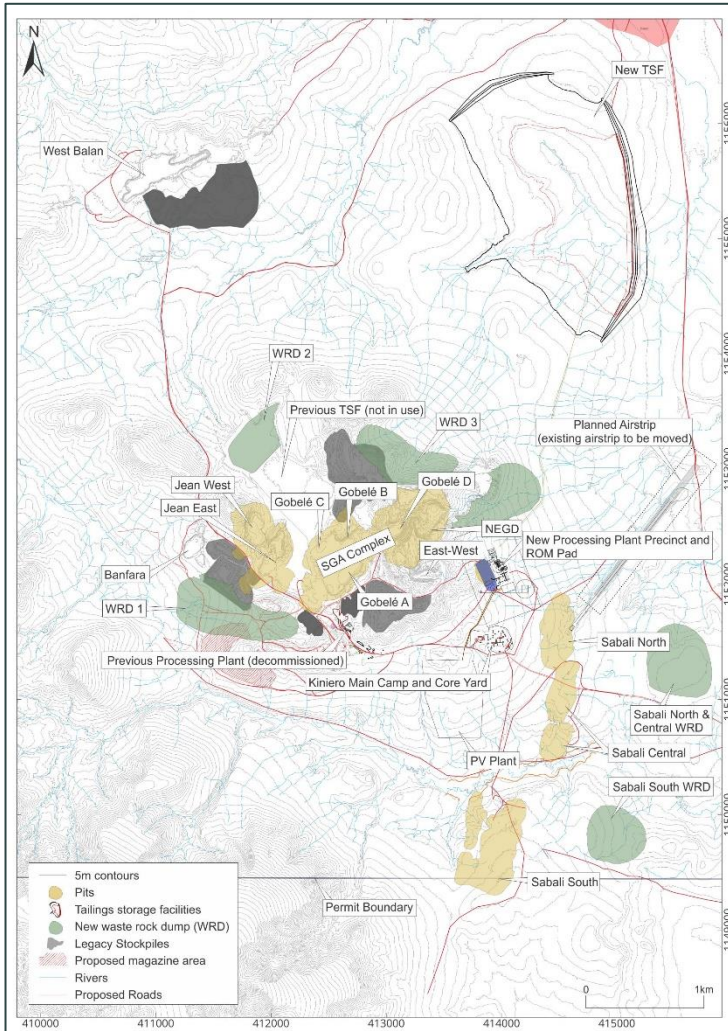 N
New TSF
1156000
West Balan
1155000
1154000
WRD 2
Previous TSF (not in use)
WRD 3
Planned Airstrip
(existing airstrip to be moved)
1153000
Jean West
Gobelé B
Gobelé D
Gobelé C
Jean East
NEGD
SGA Complex
East-West
New Processing Plant Precinct and
ROM Pad
Banfara
1152000
WRD 1
Gobelé A
Sabali North
Previous Processing Plant (decommissioned)
Kiniero Main Camp and Core Yard
1151000
Sabali North &
Central WRD
Sabali Central
PV Plant
Sabali South WRD
1150000
5m contours
Pits
Sabali South
Tailings storage facilities
Permit Boundary
New waste rock dump (WRD)
1149000
Legacy Stockpiles
Proposed magazine area
Rivers
Proposed Roads
0 1km
410000 411000 412000 413000 414000 415000